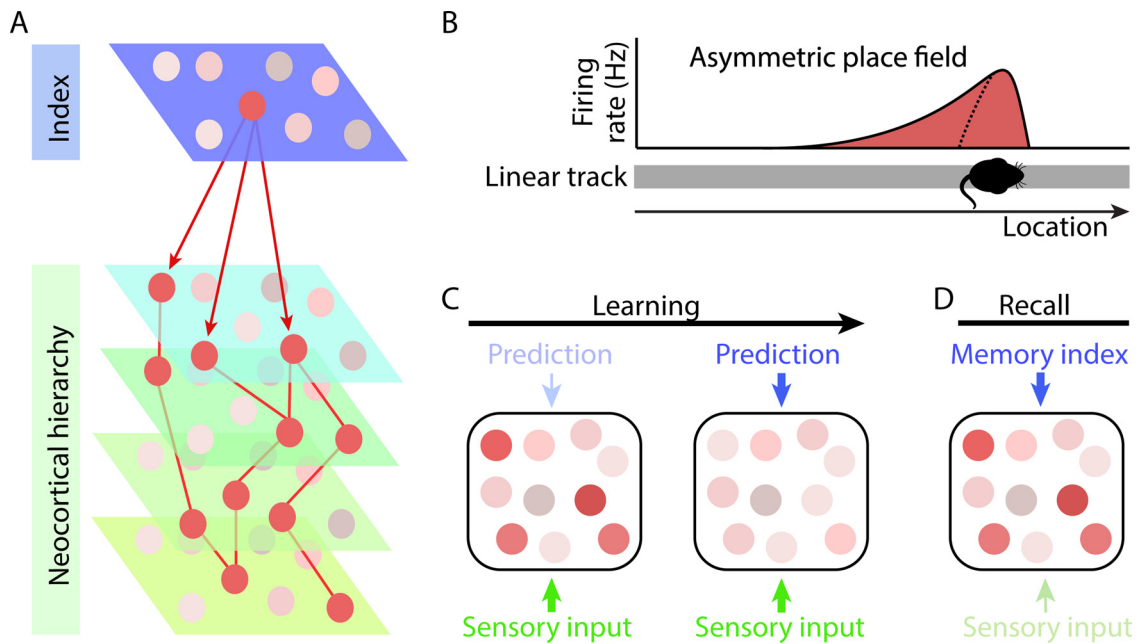 A
Index
Neocortical hierarchy
B
Firing
rate (Hz)
Asymmetric place field
Linear track
Location
C
Learning
Prediction
Prediction
Sensory input
Sensory input
D
Recall
Memory index
Sensory input